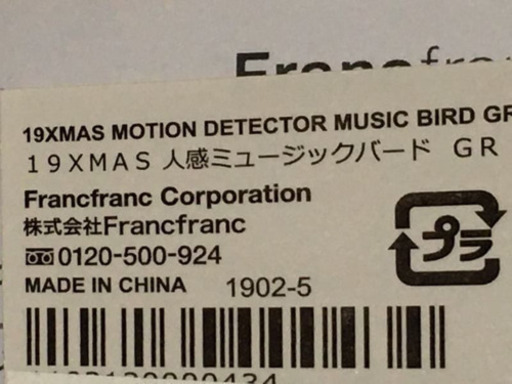 Francfranc
19XMAS MOTION DETECTOR MUSIC BIRD GR
19XMAS 人感ミュージックバード GR
Francfranc Corporation
株式会社Francfranc
0120-500-924
MADE IN CHINA 1902-5
プラ